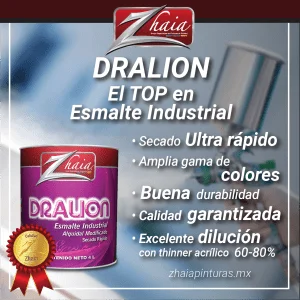 Zhaia
DRALION
El TOP en
Esmalte Industrial
• Secado Ultra rápido
• Amplia gama de
colores
• Buena durabilidad
• Calidad garantizada
• Excelente dilución
con thinner acrílico 60-80%
zhaiapinturas.mx
Zhaia
DRALION
Esmalte Industrial
Alquidal Modificado
Secado Rápido
CONTENIDO NETO 4 L
Zhaia